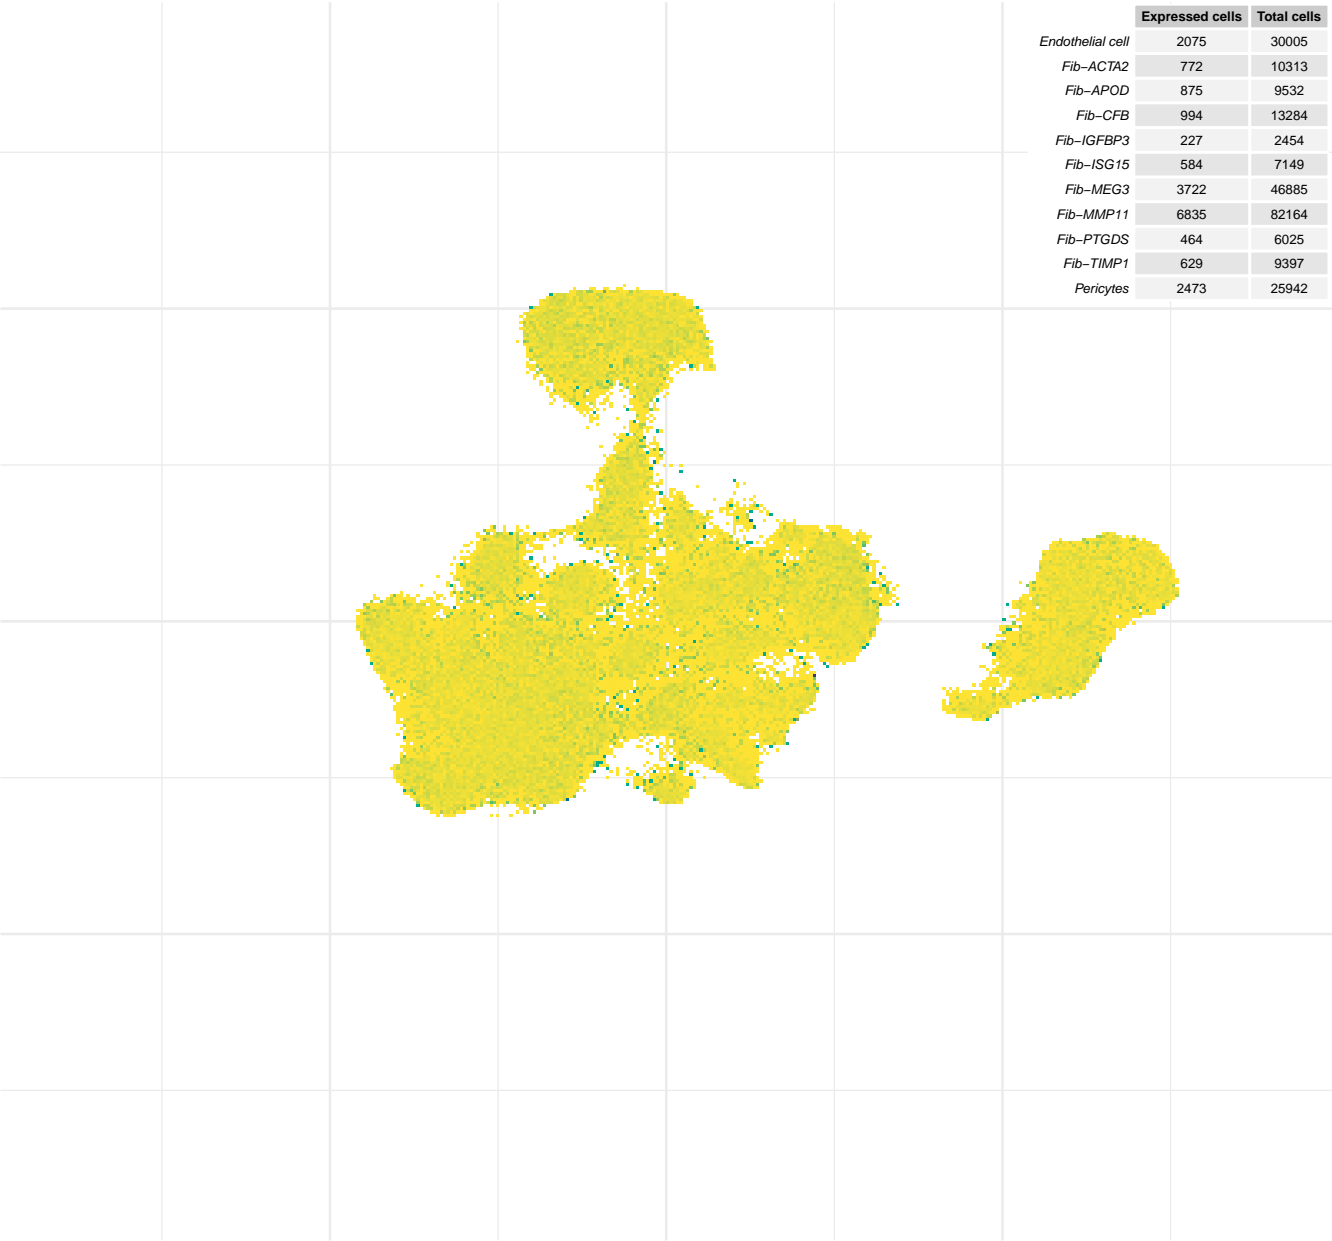 Expressed cells Total cells
Endothelial cell 2075 30005
Fib−ACTA2 772 10313
Fib−APOD 875 9532
Fib−CFB 994 13284
Fib−IGFBP3 227 2454
Fib−ISG15 584 7149
Fib−MEG3 3722 46885
Fib−MMP11 6835 82164
Fib−PTGDS 464 6025
Fib−TIMP1 629 9397
Pericytes 2473 25942